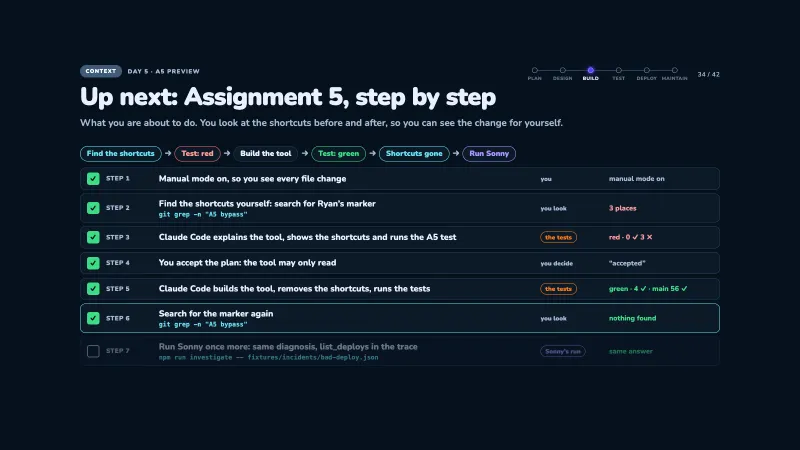 CONTEXT DAY 5 · A5 PREVIEW
PLAN DESIGN BUILD TEST DEPLOY MAINTAIN
34 / 42
Up next: Assignment 5, step by step
What you are about to do. You look at the shortcuts before and after, so you can see the change for yourself.
Find the shortcuts → Test: red → Build the tool → Test: green → Shortcuts gone → Run Sonny
STEP 1 Manual mode on, so you see every file change you manual mode on
STEP 2 Find the shortcuts yourself: search for Ryan's marker you look 3 places
git grep -n "A5 bypass"
STEP 3 Claude Code explains the tool, shows the shortcuts and runs the A5 test the tests red · 0 ✓ 3 ✕
STEP 4 You accept the plan: the tool may only read you decide "accepted"
STEP 5 Claude Code builds the tool, removes the shortcuts, runs the tests the tests green · 4 ✓ · main 56 ✓
STEP 6 Search for the marker again you look nothing found
git grep -n "A5 bypass"
STEP 7 Run Sonny once more: same diagnosis, list_deploys in the trace Sonny's run same answer
npm run investigate -- fixtures/incidents/bad-deploy.json